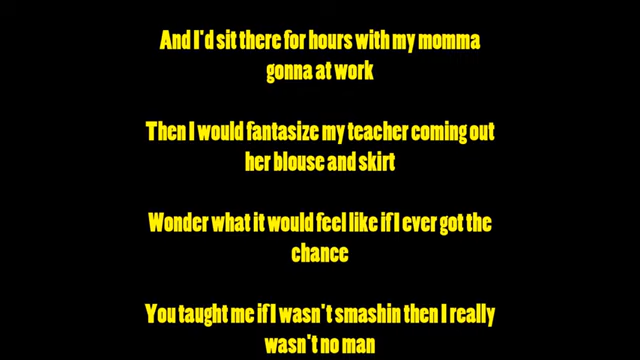 And I'd sit there for hours with my momma
gonna at work
Then I would fantasize my teacher coming out
her blouse and skirt
Wonder what it would feel like if I ever got the
chance
You taught me if I wasn't smashin then I really
wasn't no man